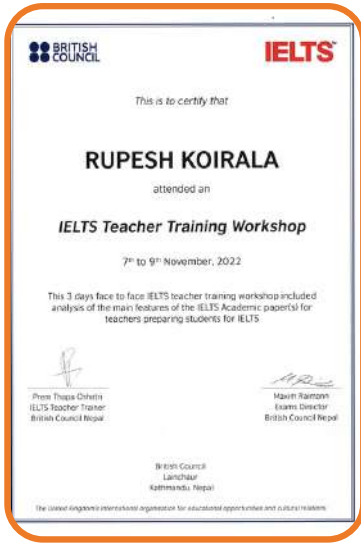 BRITISH
COUNCIL
IELTS™
This is to certify that
RUPESH KOIRALA
attended an
IELTS Teacher Training Workshop
7th to 9th November, 2022
This 3 days face to face IELTS teacher training workshop included
analysis of the main features of the IELTS Academic paper(s) for
teachers preparing students for IELTS
Prem Thapa Chhetri
IELTS Teacher Trainer
British Council Nepal
Maxim Raimann
Exams Director
British Council Nepal
British Council
Lainchaur
Kathmandu, Nepal
The United Kingdom's international organisation for educational opportunities and cultural relations